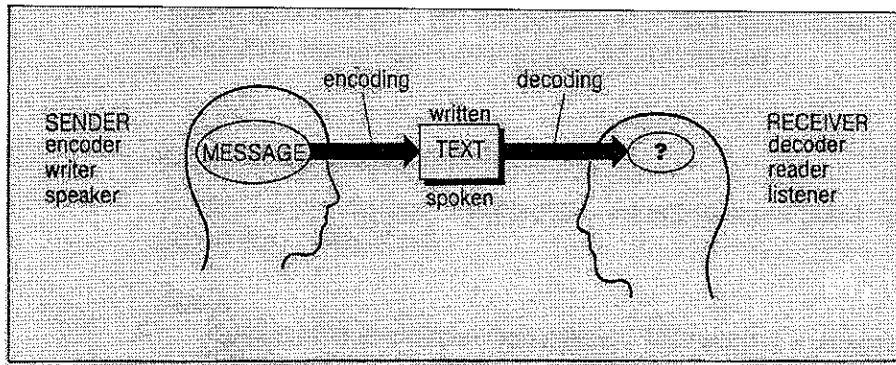 encoding
decoding
written
SENDER
encoder
writer
speaker
MESSAGE
TEXT
?
RECEIVER
decoder
reader
listener
spoken